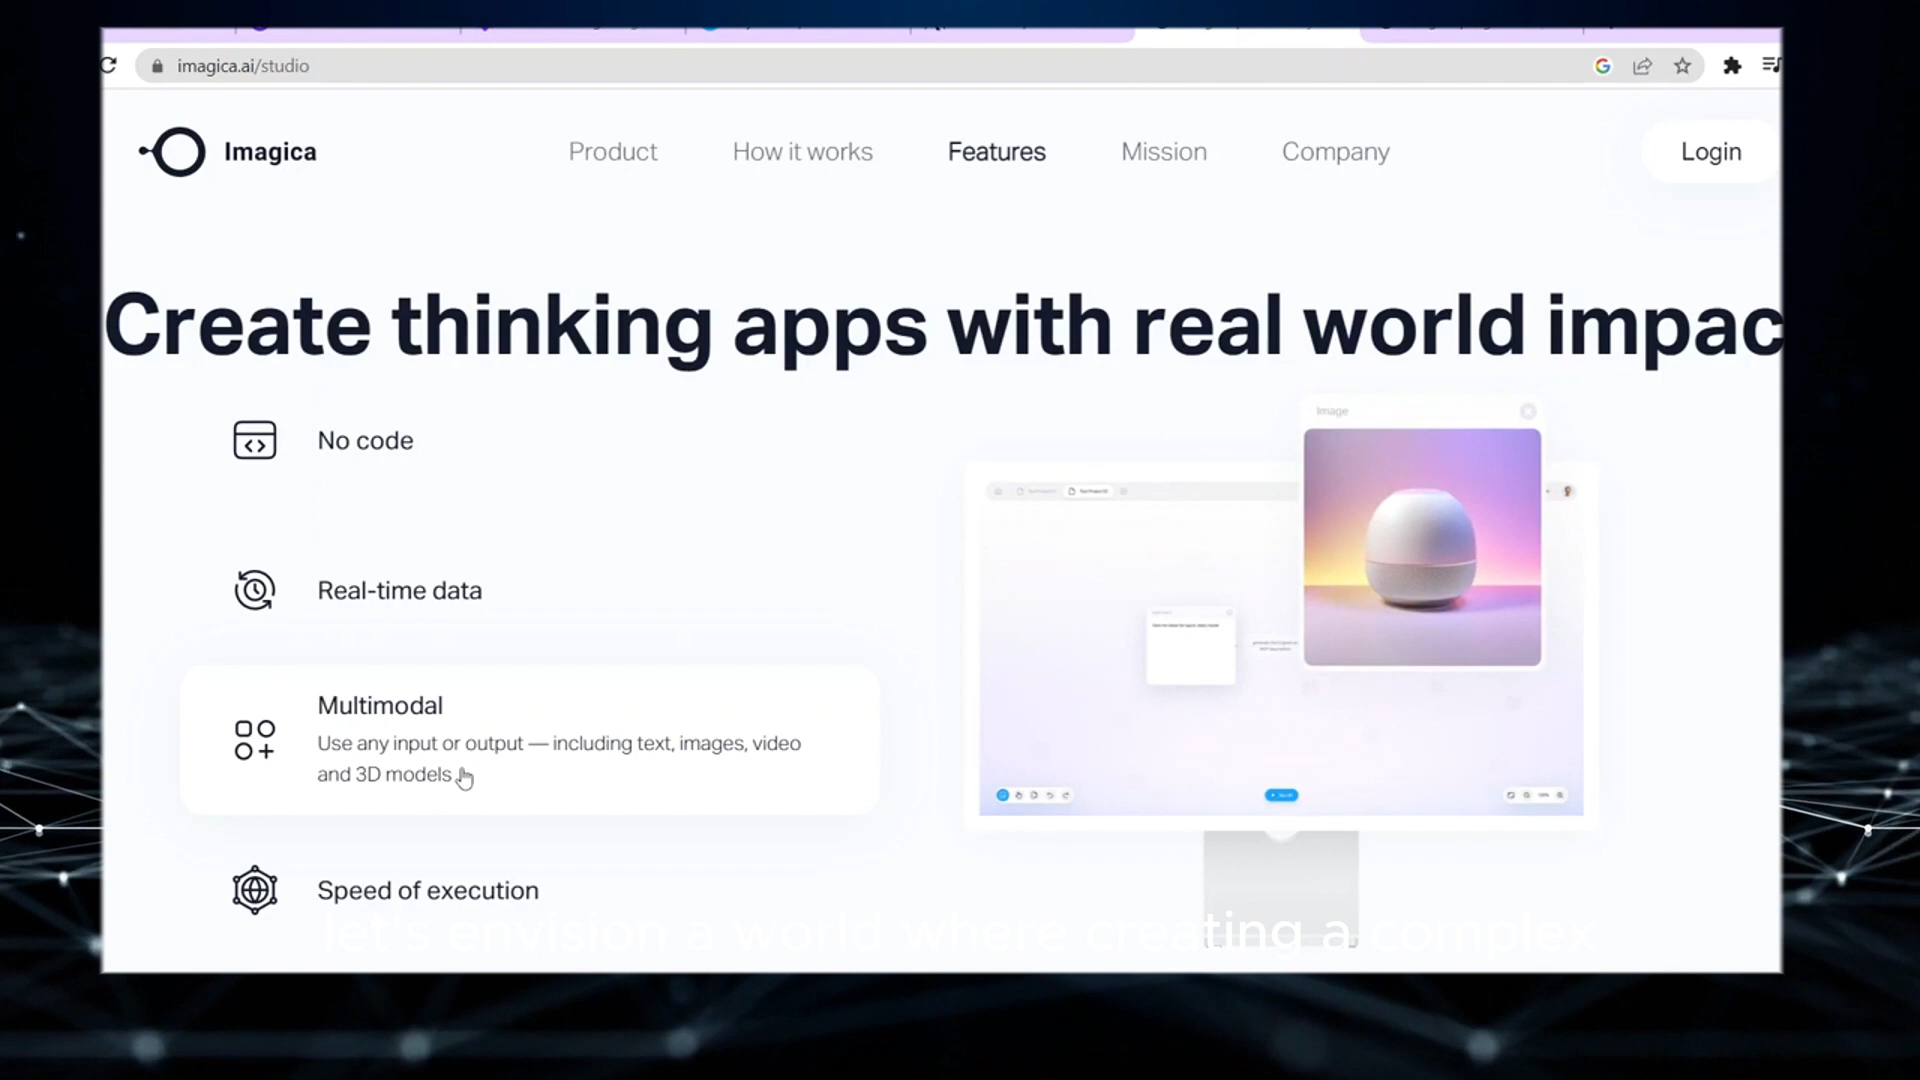 imagica.ai/studio
Imagica
Product
How it works
Features
Mission
Company
Login
Create thinking apps with real world impac
No code
Real-time data
Multimodal
Use any input or output — including text, images, video
and 3D models
Speed of execution
Image
let's envision a world where creating a complex